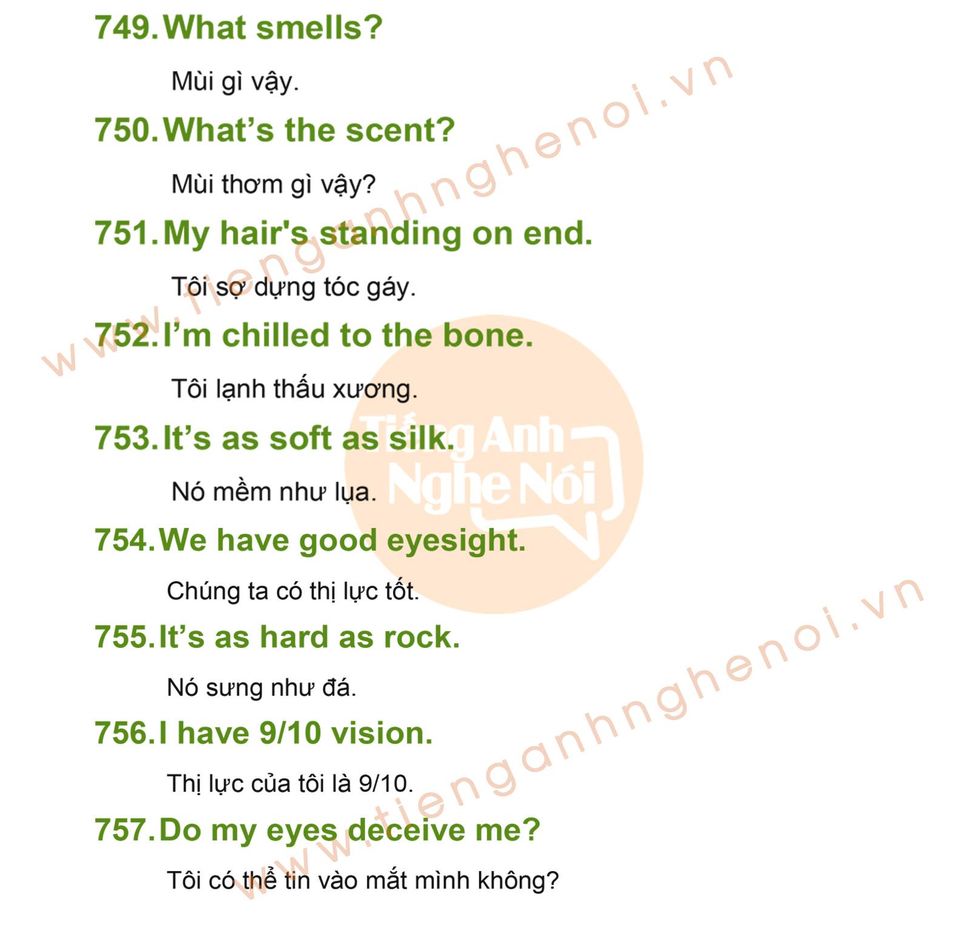 749. What smells?
Mùi gì vậy.
750. What’s the scent?
Mùi thơm gì vậy?
751. My hair's standing on end.
Tôi sợ dựng tóc gáy.
752. I’m chilled to the bone.
Tôi lạnh thấu xương.
753. It’s as soft as silk.
Nó mềm như lụa.
754. We have good eyesight.
Chúng ta có thị lực tốt.
755. It’s as hard as rock.
Nó sưng như đá.
756. I have 9/10 vision.
Thị lực của tôi là 9/10.
757. Do my eyes deceive me?
Tôi có thể tin vào mắt mình không?
www.tienganhnghenoi.vn
Tiếng Anh
Nghe Nói
www.tienganhnghenoi.vn